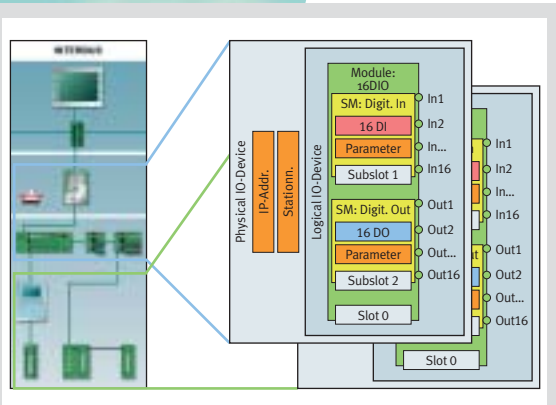 INTERBUS
Physical IO-Device
IP-Addr.
Stationn.
Logical IO-Device
Module:
16DIO
SM: Digit. In
16 DI
Parameter
Subslot 1
In1
In2
In...
In16
SM: Digit. Out
16 DO
Parameter
Subslot 2
Out1
Out2
Out...
Out16
Slot 0
In1
In2
In...
In16
Out1
Out2
Out...
Out16
Slot 0